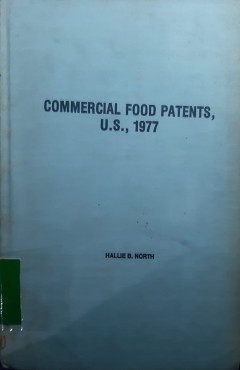 COMMERCIAL FOOD PATENTS,
U.S., 1977
HALLIE B. NORTH